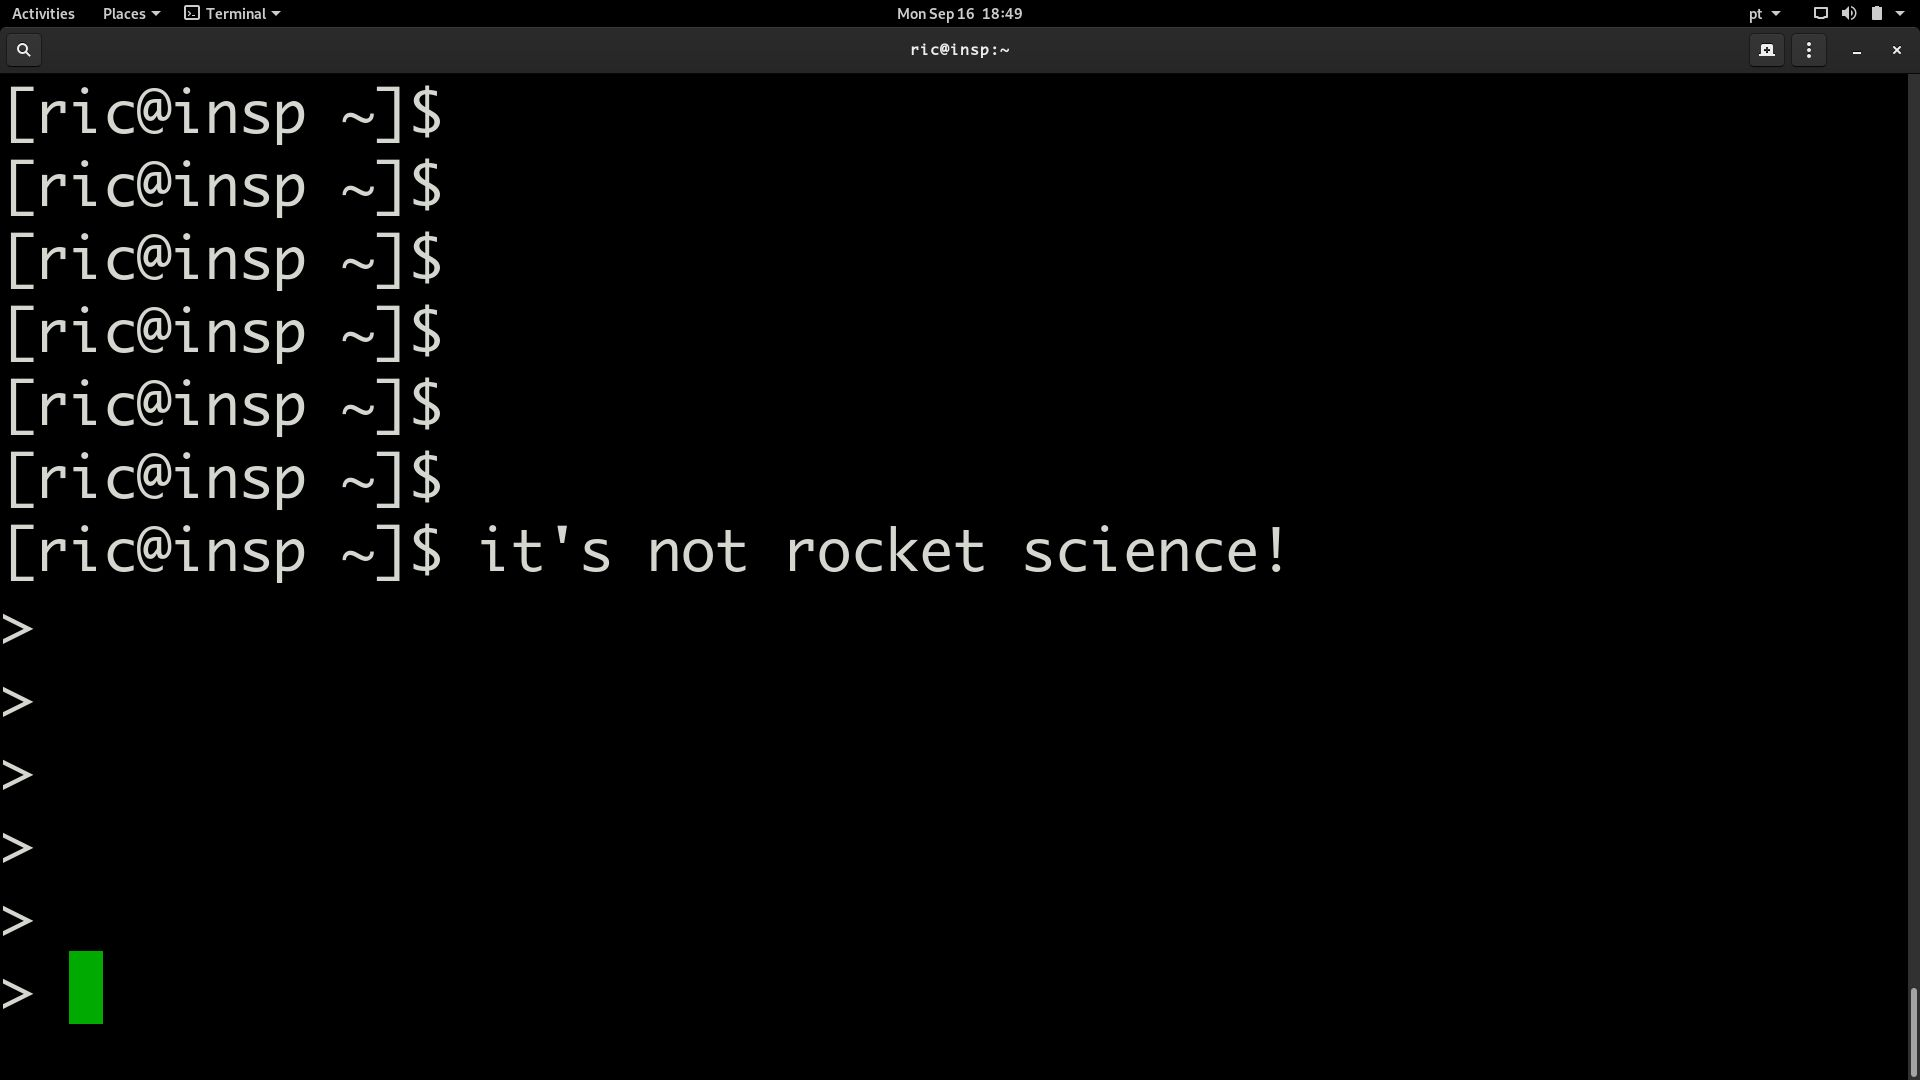 Activities Places Terminal Mon Sep 16 18:49 pt
ric@insp:~
[ric@insp ~]$
[ric@insp ~]$
[ric@insp ~]$
[ric@insp ~]$
[ric@insp ~]$
[ric@insp ~]$
[ric@insp ~]$ it's not rocket science!
>
>
>
>
>
>